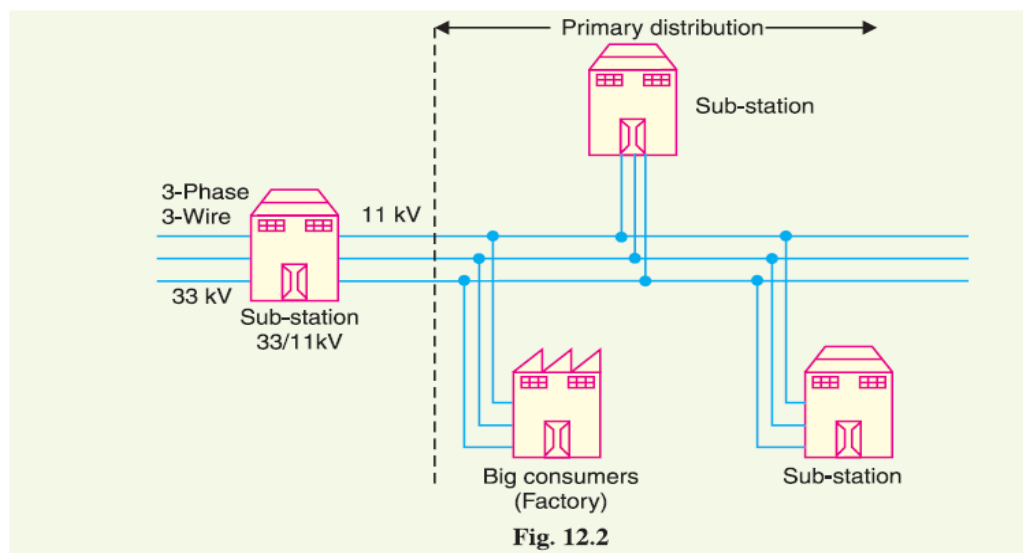 Primary distribution
Sub-station
3-Phase
3-Wire
11 kV
33 kV
Sub-station
33/11kV
Big consumers
(Factory)
Sub-station
Fig. 12.2